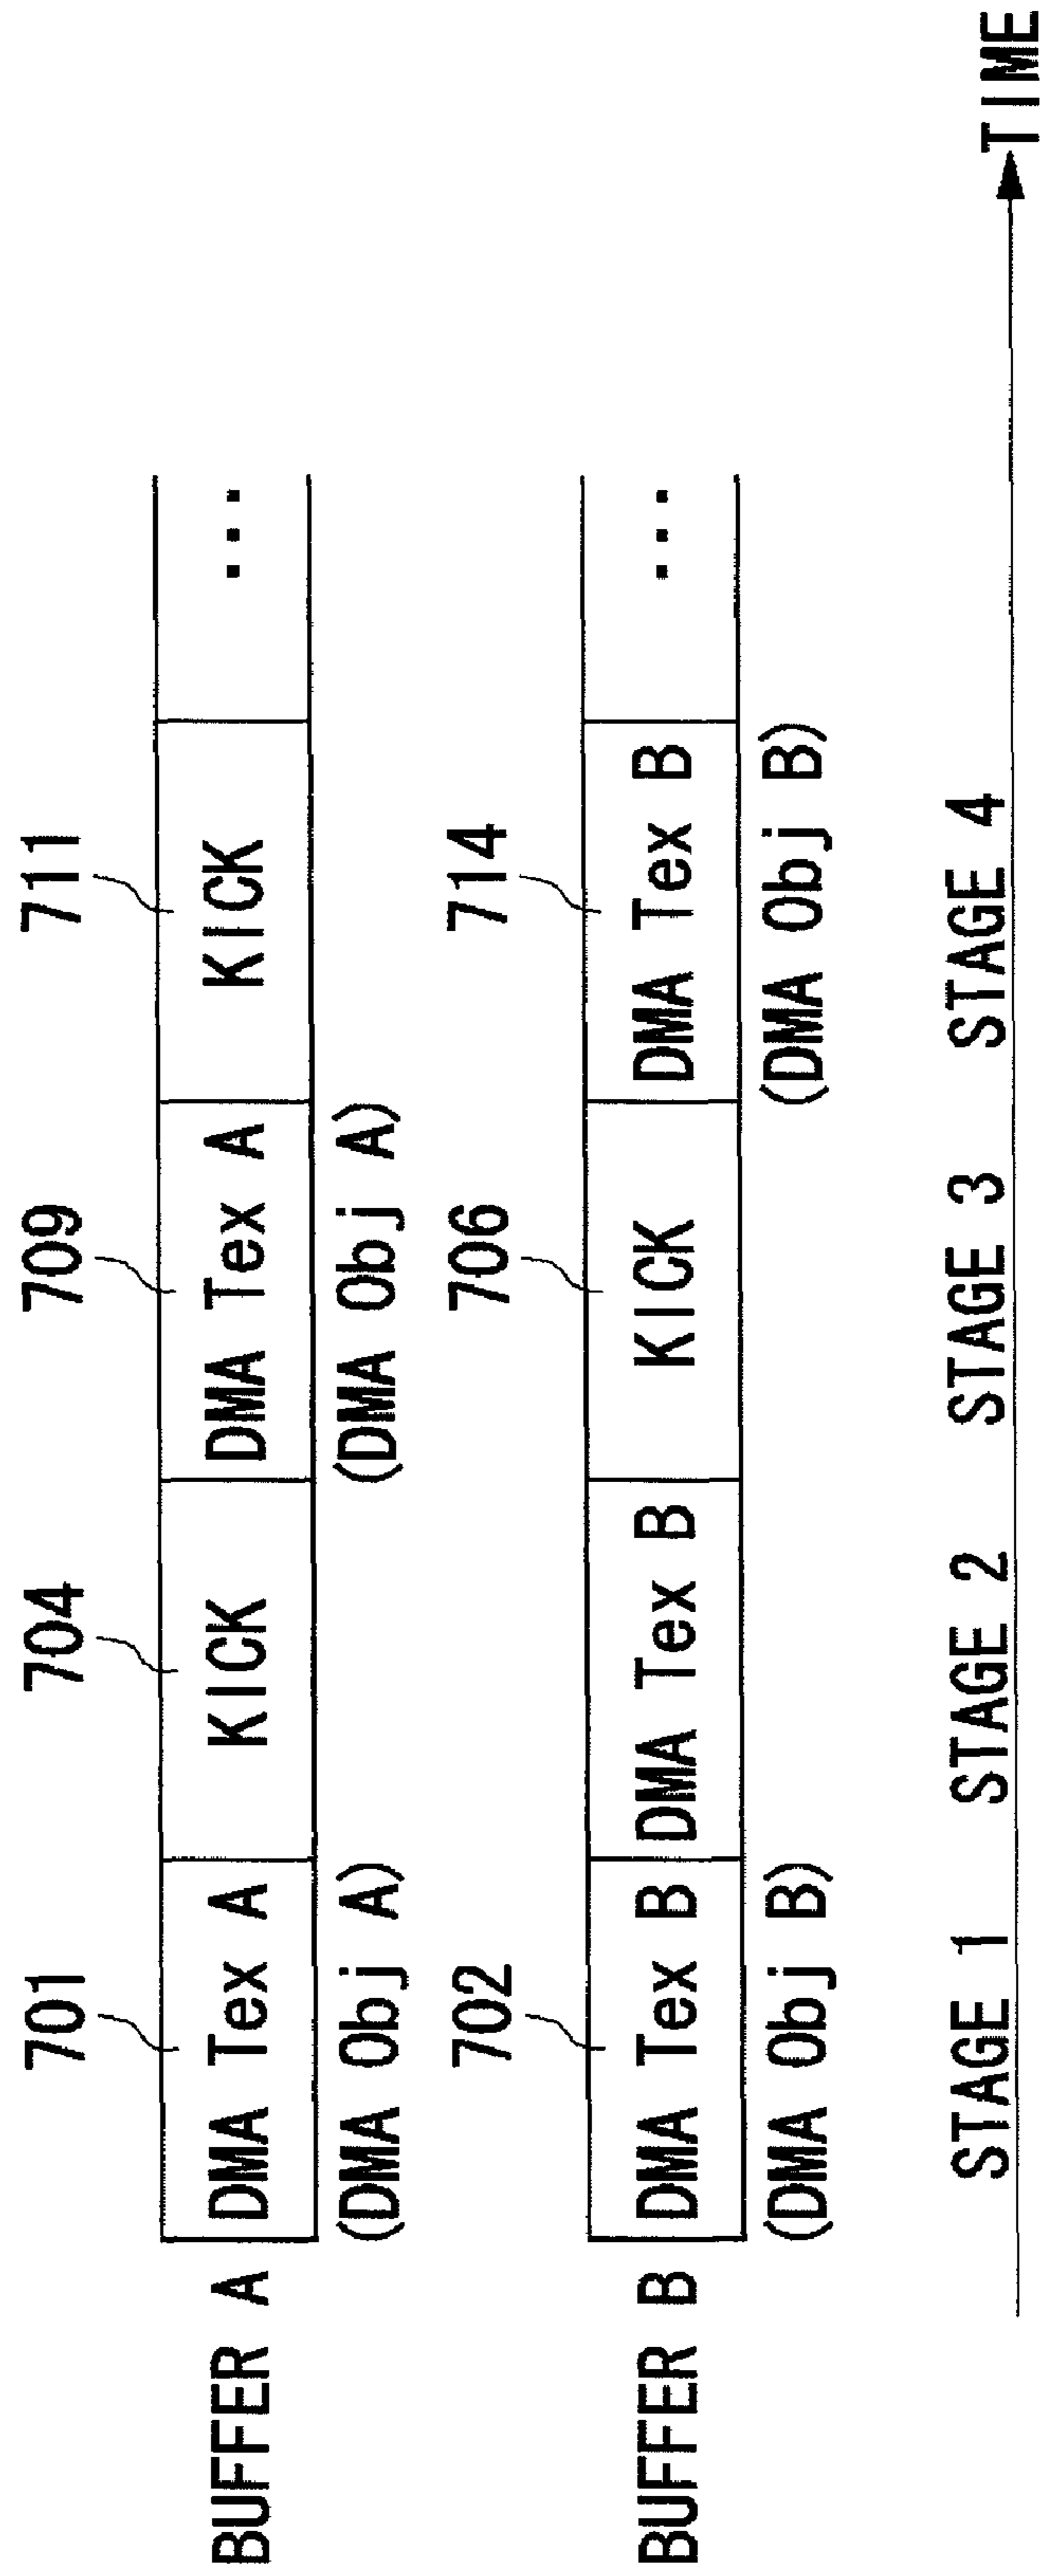 701 704 709 711
BUFFER A DMA Tex A KICK DMA Tex A KICK ...
(DMA Obj A) (DMA Obj A)
702 706 714
BUFFER B DMA Tex B DMA Tex B KICK DMA Tex B ...
(DMA Obj B) (DMA Obj B)
STAGE 1 STAGE 2 STAGE 3 STAGE 4
TIME